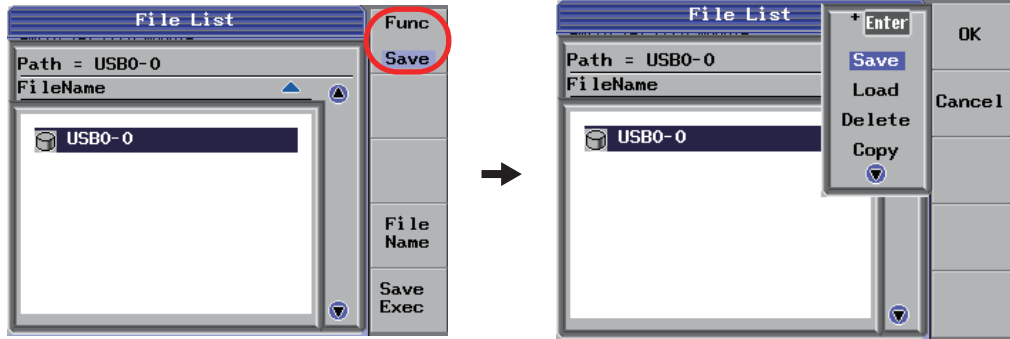 File List
Path = USB0-0
FileName
USB0-0
Func
Save
File
Name
Save
Exec
File List
Path = USB0-0
FileName
USB0-0
+ Enter
Save
Load
Delete
Copy
OK
Cancel